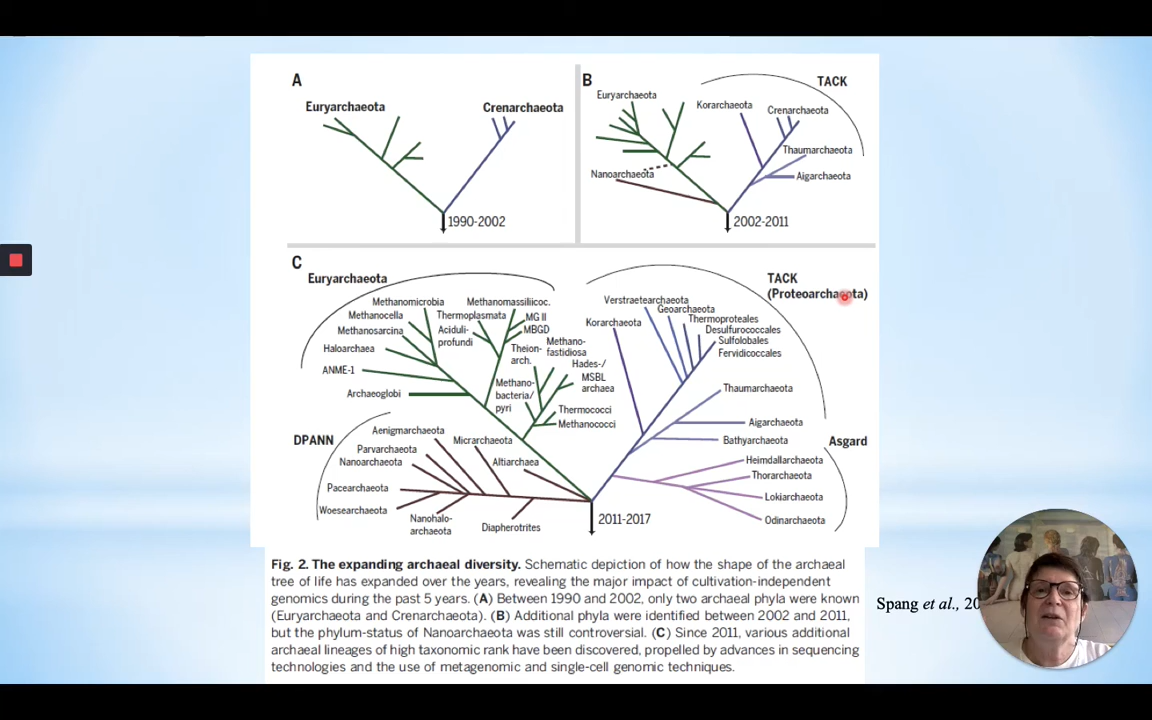 A
Euryarchaeota
Crenarchaeota
1990-2002
B
TACK
Euryarchaeota
Korarchaeota
Crenarchaeota
Thaumarchaeota
Nanoarchaeota
Aigarchaeota
2002-2011
C
Euryarchaeota
Methanomicrobia
Methanocella
Methanosarcina
Haloarchaea
ANME-1
Archaeoglobi
Methanomassiliicoc.
Thermoplasmata
MG II
MBGD
Aciduli-
profundi
Theion-
arch.
Methano-
fastidiosa
Hades-/
MSBL
archaea
Methano-
bacteria/
pyri
Thermococci
Methanococci
TACK
(Proteoarchaeota)
Verstraetearchaeota
Geoarchaeota
Korarchaeota
Thermoproteales
Desulfurococcales
Sulfolobales
Fervidicoccales
Thaumarchaeota
Aigarchaeota
Bathyarchaeota
Asgard
Heimdallarchaeota
Thorarchaeota
Lokiarchaeota
Odinarchaeota
DPANN
Aenigmarchaeota
Micrarchaeota
Parvarchaeota
Nanoarchaeota
Altiarchaea
Pacearchaeota
Woesearchaeota
Nanohalo-
archaeota
Diapherotrites
2011-2017
Fig. 2. The expanding archaeal diversity. Schematic depiction of how the shape of the archaeal
tree of life has expanded over the years, revealing the major impact of cultivation-independent
genomics during the past 5 years. (A) Between 1990 and 2002, only two archaeal phyla were known
(Euryarchaeota and Crenarchaeota). (B) Additional phyla were identified between 2002 and 2011,
but the phylum-status of Nanoarchaeota was still controversial. (C) Since 2011, various additional
archaeal lineages of high taxonomic rank have been discovered, propelled by advances in sequencing
technologies and the use of metagenomic and single-cell genomic techniques.
Spang et al.,